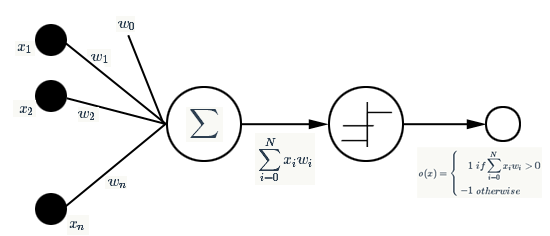 w₀
x₁
w₁
x₂
w₂
wₙ
xₙ
∑
N
∑ xᵢwᵢ
i=0
o(x) = { 1 if ∑_{i=0}^{N} xᵢwᵢ > 0
−1 otherwise